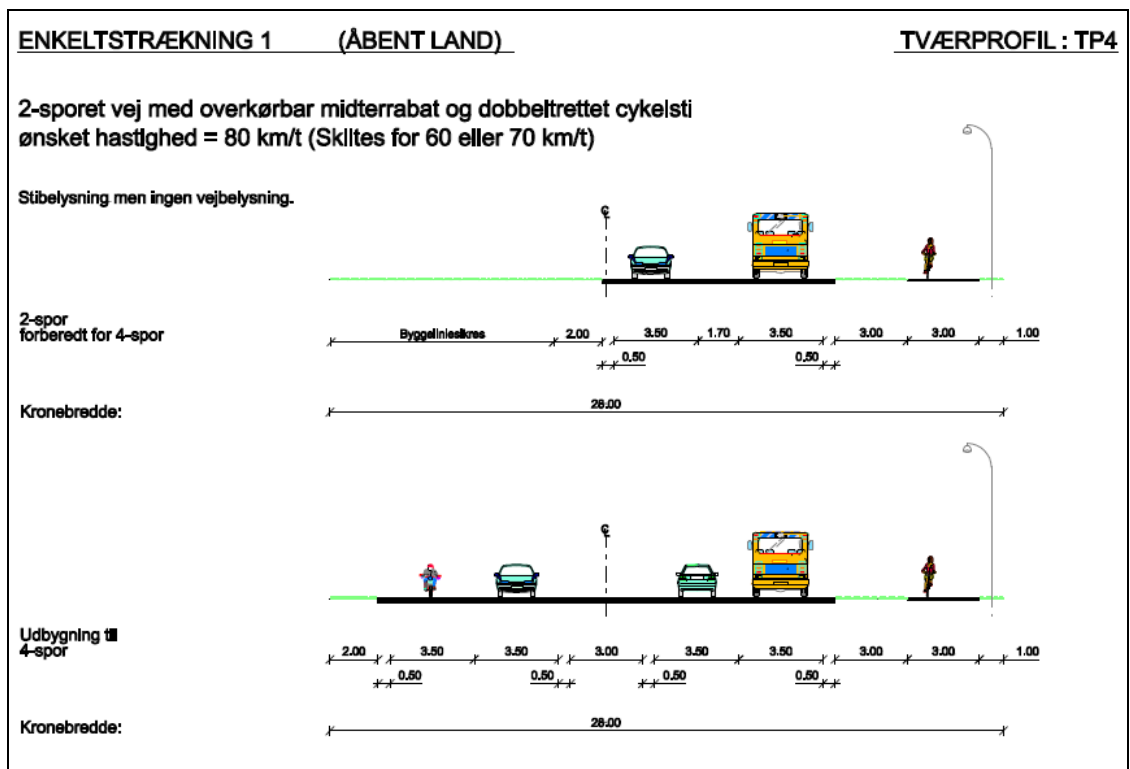 ENKELTSTRÆKNING 1 (ÅBENT LAND) TVÆRPROFIL : TP4
2-sporet vej med overkørbar midterrabat og dobbeltrettet cykelsti
ønsket hastighed = 80 km/t (Skiltes for 60 eller 70 km/t)
Stibelysning men ingen vejbelysning.
2-spor
forberedt for 4-spor
Byggeliniesikres 2.00 3.50 1.70 3.50 3.00 3.00 1.00
0.50 0.50
Kronebredde: 28.00
Udbygning til
4-spor
2.00 3.50 3.50 3.00 3.50 3.50 3.00 3.00 1.00
0.50 0.50 0.50 0.50
Kronebredde: 28.00